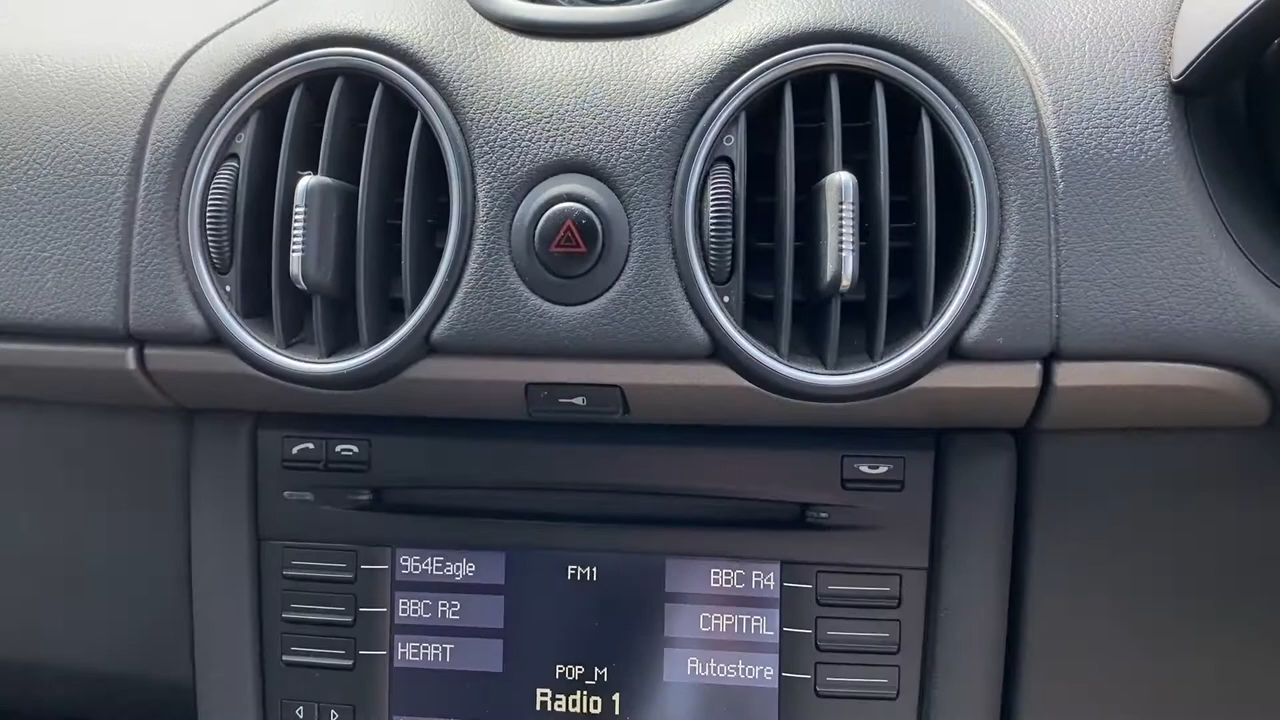 964Eagle
FM1
BBC R4
BBC R2
CAPITAL
HEART
Autostore
POP_M
Radio 1